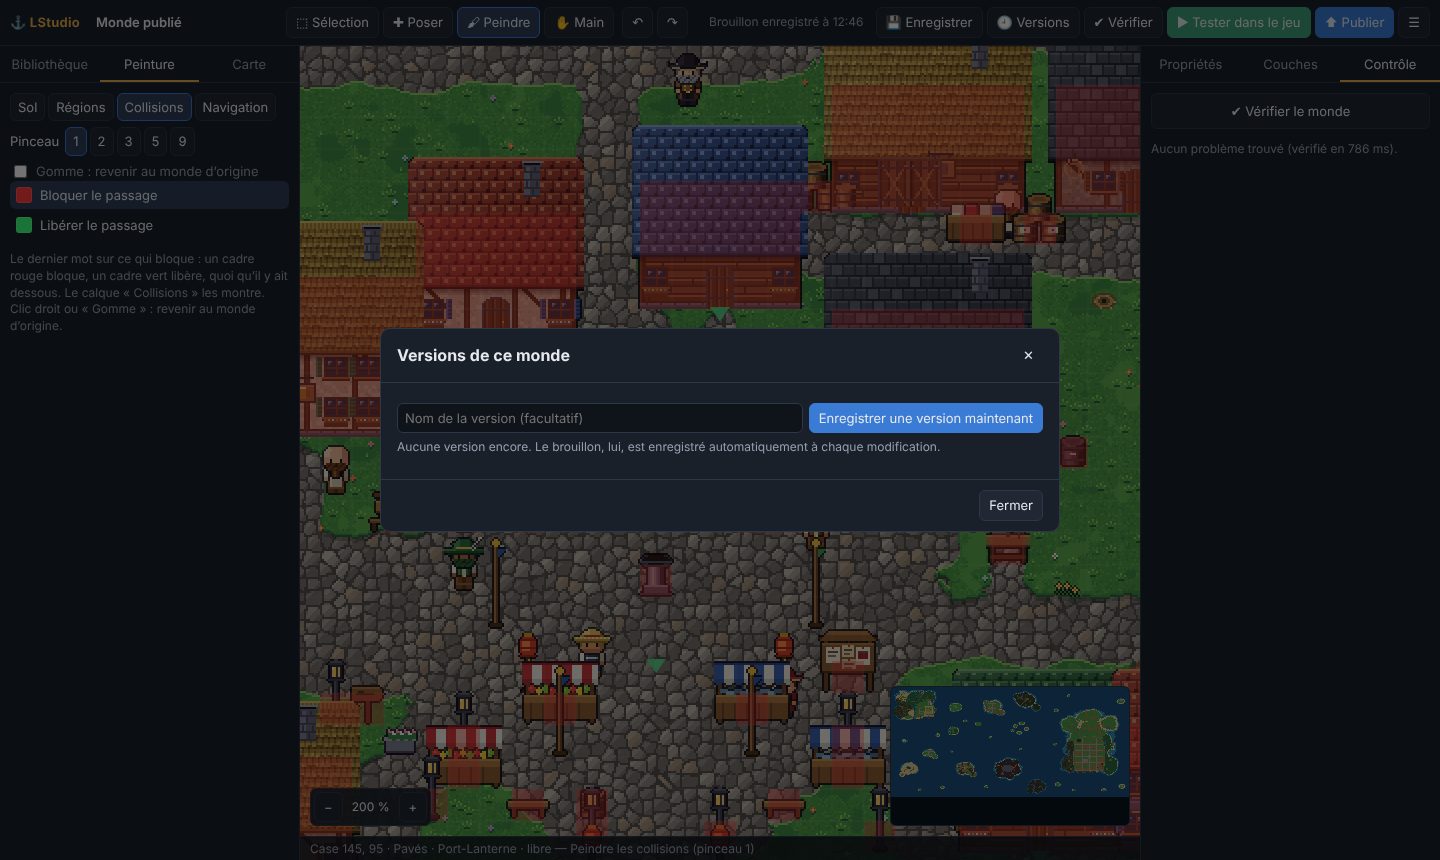 ⚓ LStudio Monde publié
⬚ Sélection ✚ Poser 🖌 Peindre ✋ Main ↶ ↷ Brouillon enregistré à 12:46 💾 Enregistrer 🕘 Versions ✔ Vérifier ▶ Tester dans le jeu ⬆ Publier ☰
Bibliothèque Peinture Carte
Propriétés Couches Contrôle
Sol Régions Collisions Navigation
✔ Vérifier le monde
Pinceau 1 2 3 5 9
Aucun problème trouvé (vérifié en 786 ms).
Gomme : revenir au monde d’origine
Bloquer le passage
Libérer le passage
Le dernier mot sur ce qui bloque : un cadre
rouge bloque, un cadre vert libère, quoi qu’il y ait
dessous. Le calque « Collisions » les montre.
Clic droit ou « Gomme » : revenir au monde
d’origine.
Versions de ce monde ×
Nom de la version (facultatif) Enregistrer une version maintenant
Aucune version encore. Le brouillon, lui, est enregistré automatiquement à chaque modification.
Fermer
− 200 % +
Case 145, 95 · Pavés · Port-Lanterne · libre — Peindre les collisions (pinceau 1)